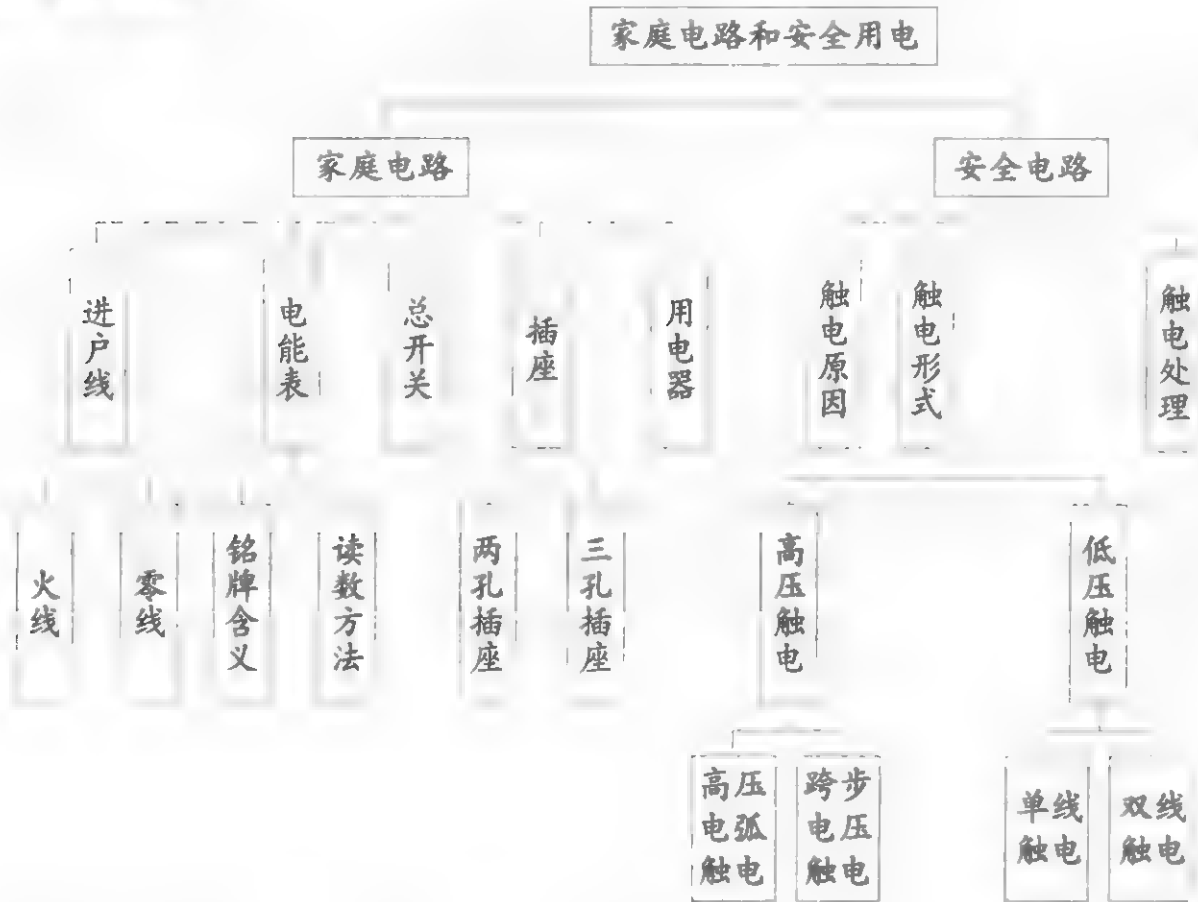 家庭电路和安全用电
家庭电路
安全电路
进户线
电能表
总开关
插座
用电器
触电原因
触电形式
触电处理
火线
零线
铭牌含义
读数方法
两孔插座
三孔插座
高压触电
低压触电
高压
电弧
触电
跨步
电压
触电
单线
触电
双线
触电